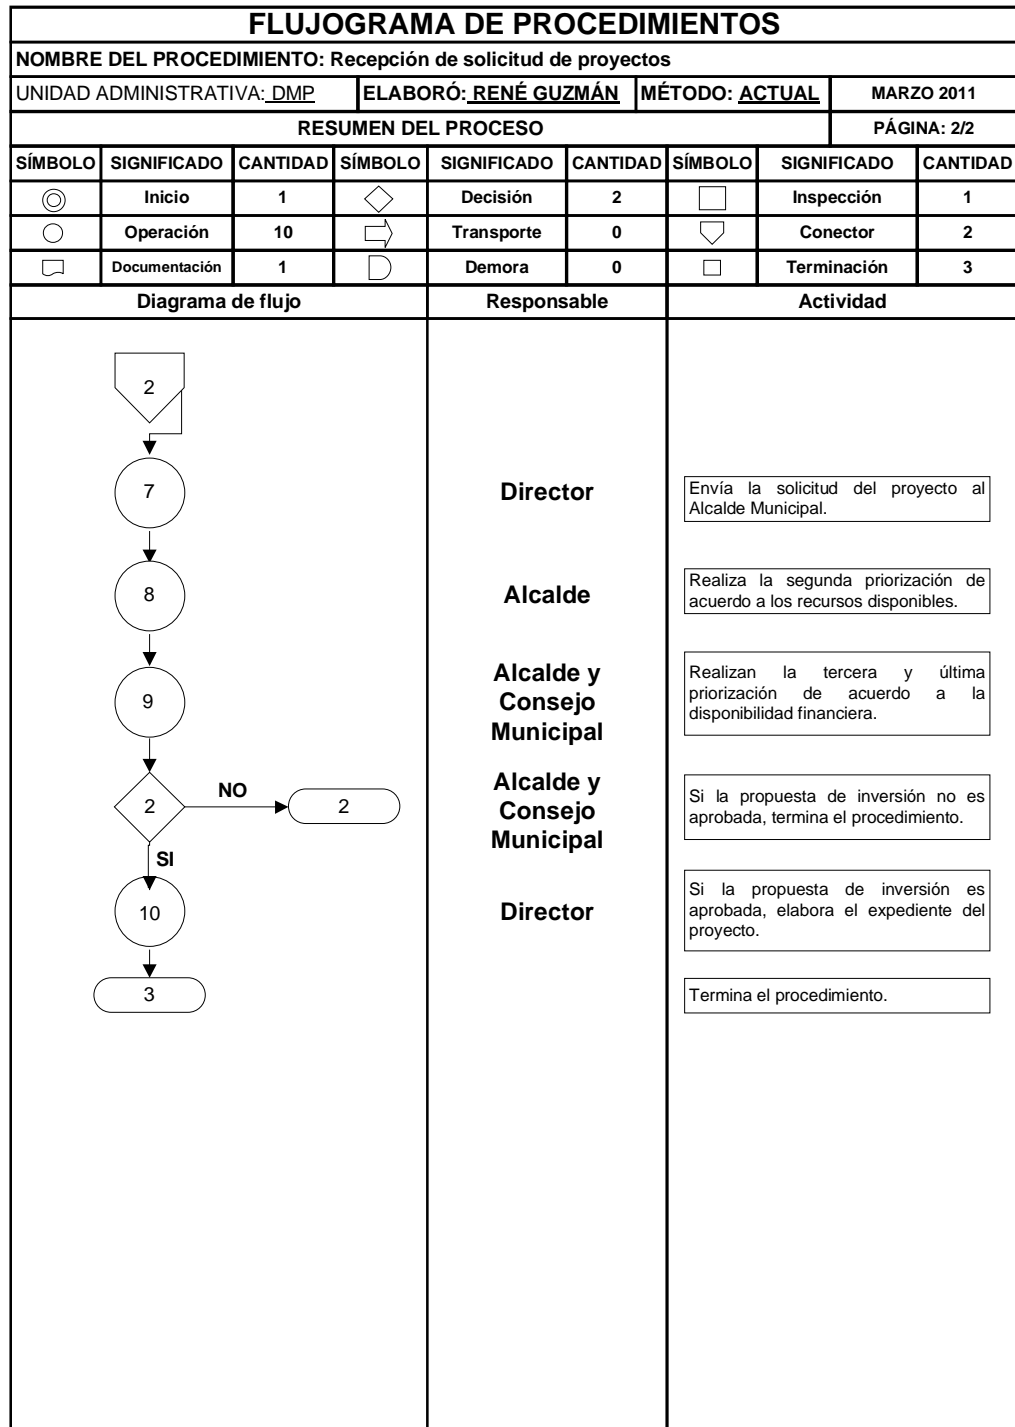 FLUJOGRAMA DE PROCEDIMIENTOS
NOMBRE DEL PROCEDIMIENTO: Recepción de solicitud de proyectos
UNIDAD ADMINISTRATIVA: DMP ELABORÓ: RENÉ GUZMÁN MÉTODO: ACTUAL MARZO 2011
RESUMEN DEL PROCESO PÁGINA: 2/2
SÍMBOLO SIGNIFICADO CANTIDAD SÍMBOLO SIGNIFICADO CANTIDAD SÍMBOLO SIGNIFICADO CANTIDAD
Inicio 1 Decisión 2 Inspección 1
Operación 10 Transporte 0 Conector 2
Documentación 1 Demora 0 Terminación 3
Diagrama de flujo Responsable Actividad
2
7
Director
Envía la solicitud del proyecto al
Alcalde Municipal.
8
Alcalde
Realiza la segunda priorización de
acuerdo a los recursos disponibles.
9
Alcalde y
Consejo
Municipal
Realizan la tercera y última
priorización de acuerdo a la
disponibilidad financiera.
2
NO
2
Alcalde y
Consejo
Municipal
Si la propuesta de inversión no es
aprobada, termina el procedimiento.
SI
10
Director
Si la propuesta de inversión es
aprobada, elabora el expediente del
proyecto.
3
Termina el procedimiento.